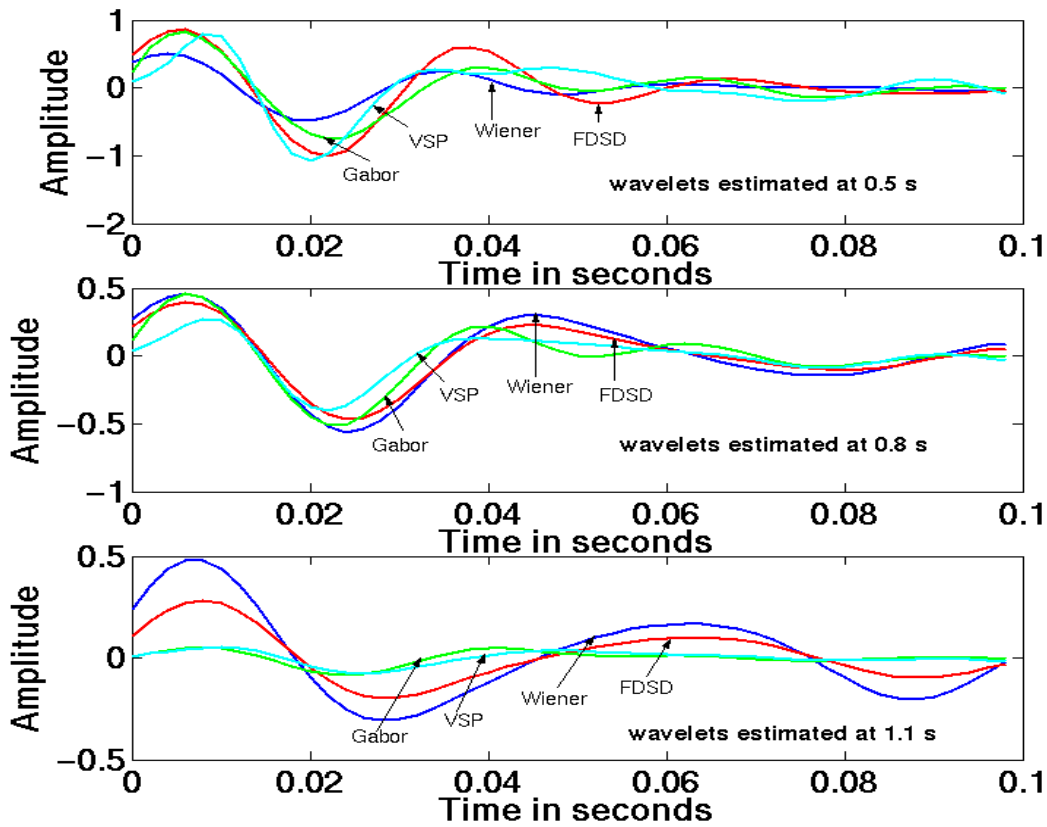 1
0
−1
−2
Amplitude
VSP
Wiener
FDSD
Gabor
wavelets estimated at 0.5 s
0
0.02
0.04
0.06
0.08
0.1
Time in seconds
0.5
0
−0.5
−1
Amplitude
VSP
Wiener
FDSD
Gabor
wavelets estimated at 0.8 s
0
0.02
0.04
0.06
0.08
0.1
Time in seconds
0.5
0
−0.5
Amplitude
Gabor
VSP
Wiener
FDSD
wavelets estimated at 1.1 s
0
0.02
0.04
0.06
0.08
0.1
Time in seconds